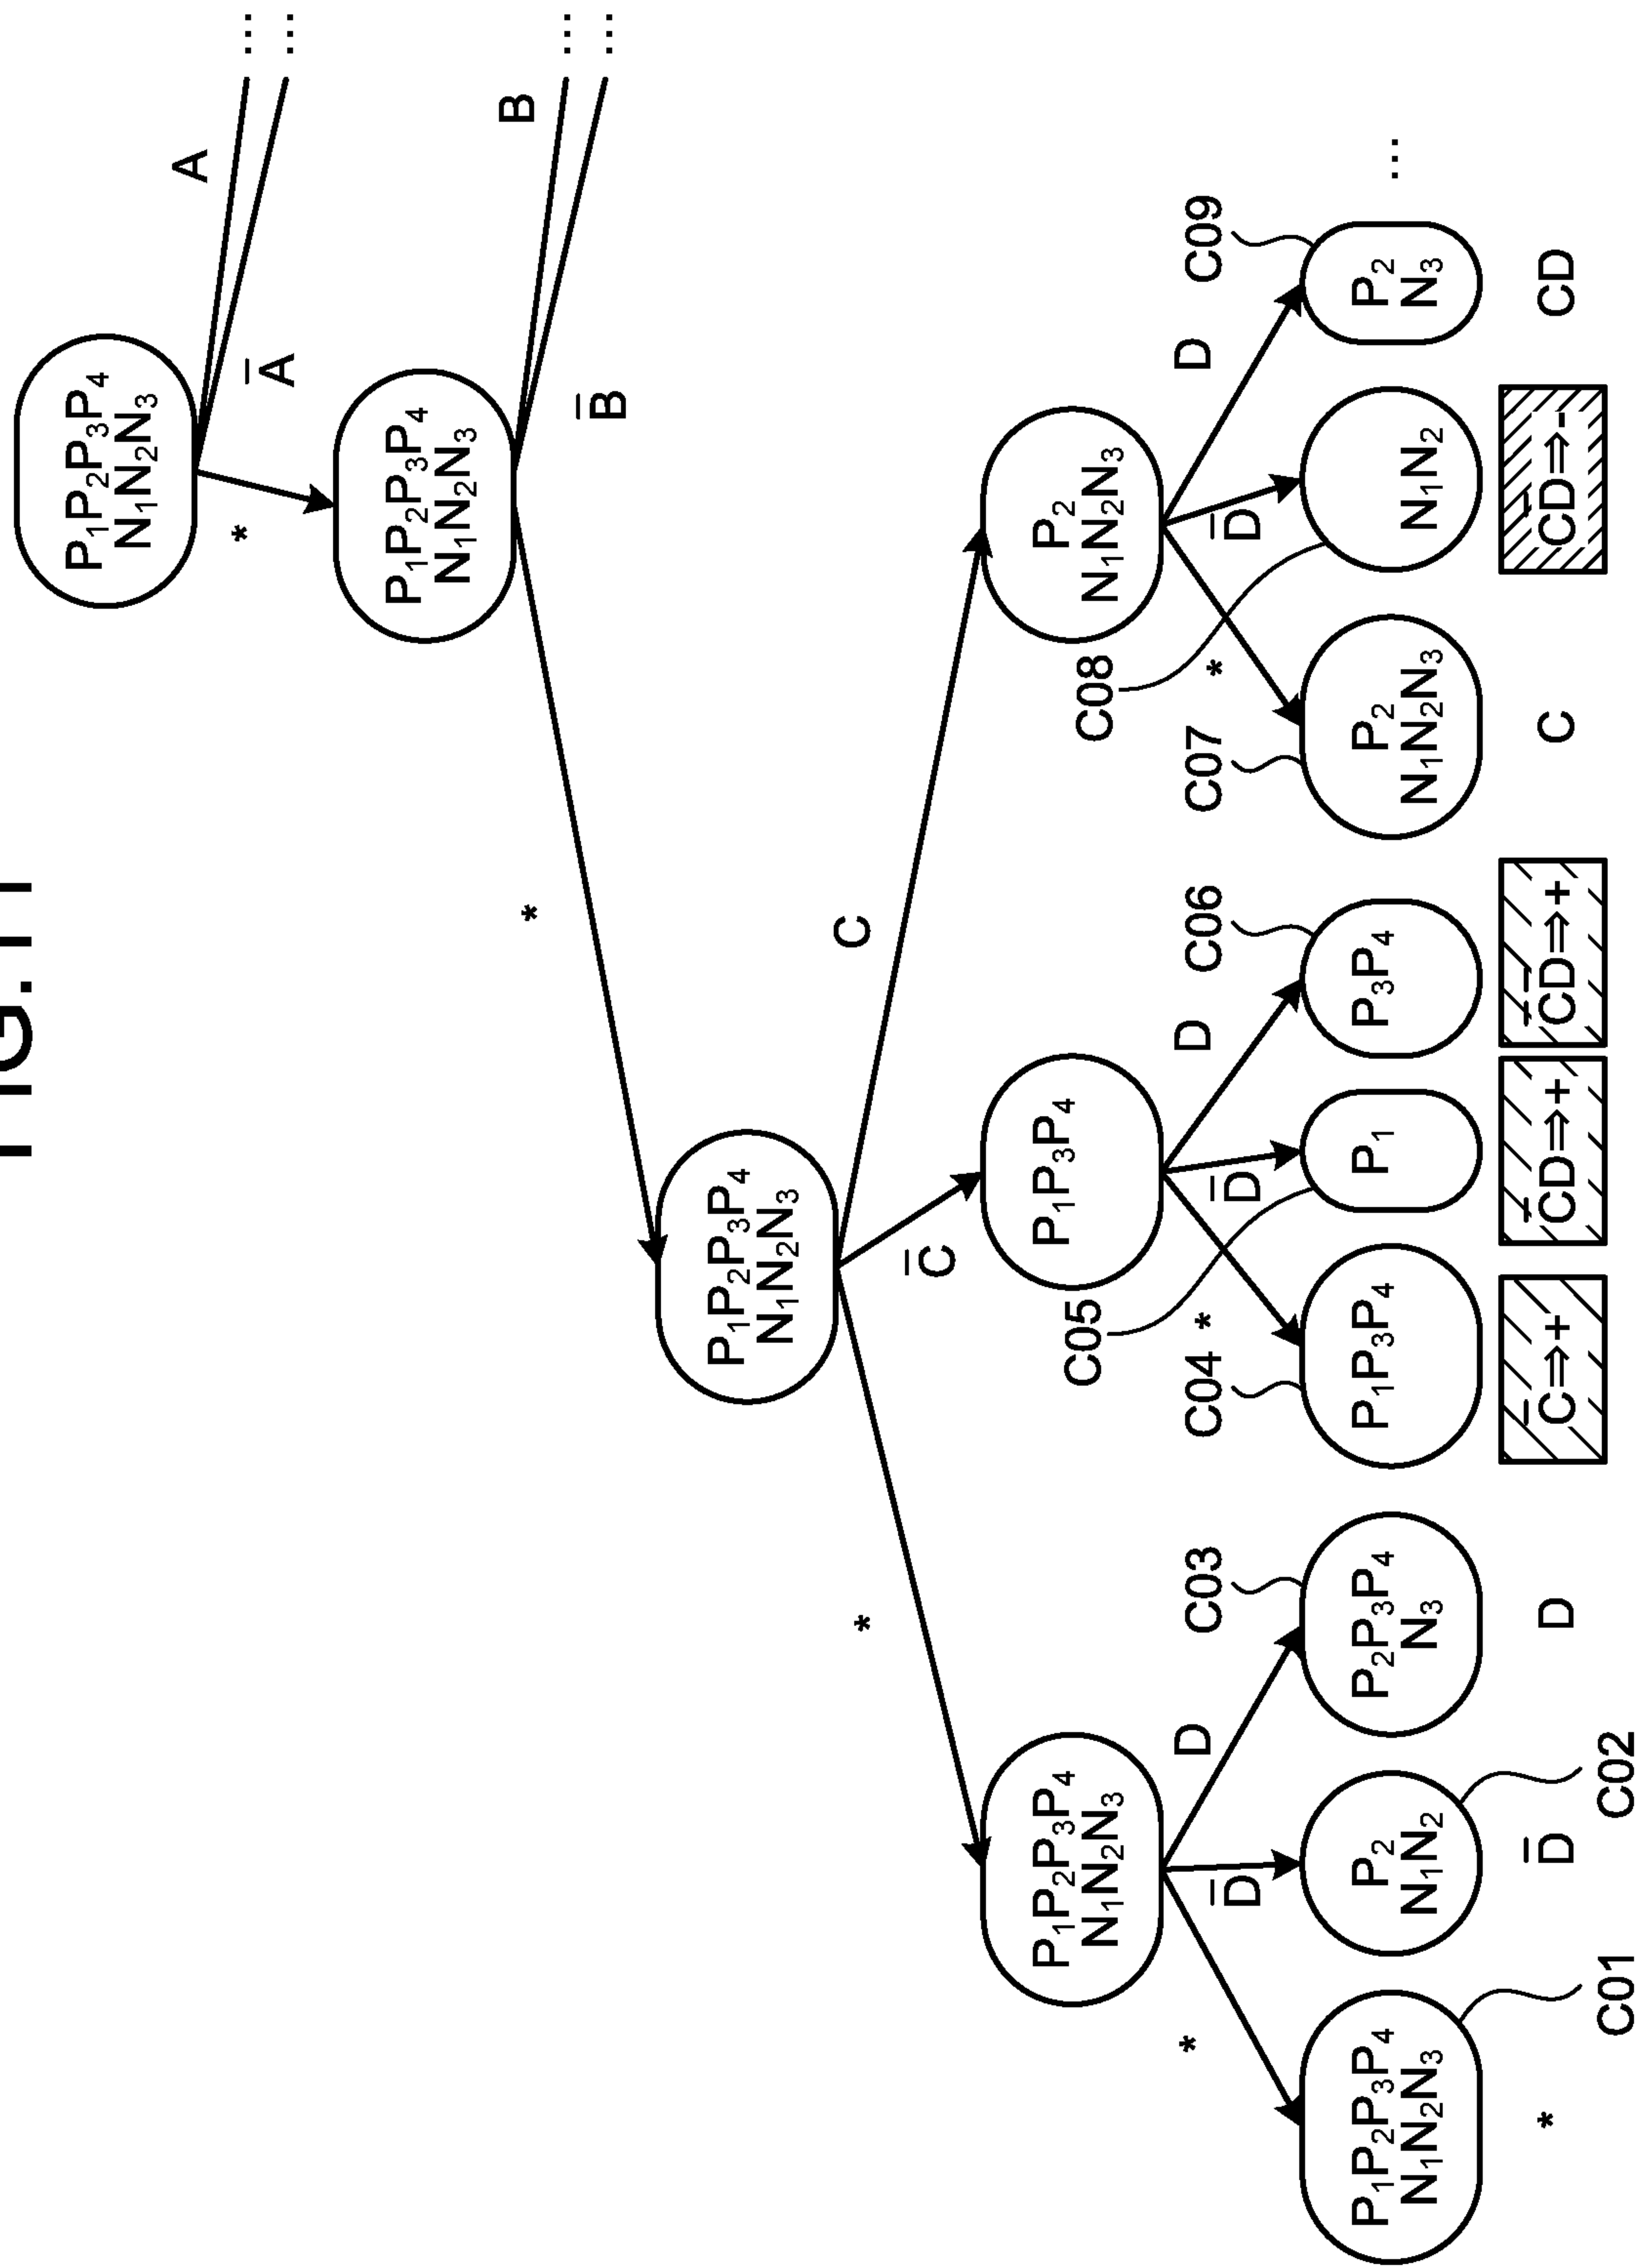 FIG.11
P₁P₂P₃P₄
N₁N₂N₃
A
A̅
*
P₁P₂P₃P₄
N₁N₂N₃
B
B̅
*
...
...
...
...
P₁P₂P₃P₄
N₁N₂N₃
*
C̅
C
P₁P₂P₃P₄
N₁N₂N₃
P₁P₃P₄
P₂
N₁N₂N₃
*
D̅
D
*
D̅
D
*
D̅
D
C03
C04
C05
C06
C07
C08
C09
P₁P₂P₃P₄
N₁N₂N₃
P₂
N₁N₂
P₂P₃P₄
N₃
P₁P₃P₄
P₁
P₃P₄
P₂
N₁N₂N₃
N₁N₂
P₂
N₃
...
*
D̅
D
C̅⇒+
C̅D⇒+
C̅D̅⇒+
C
CD̅⇒-
CD
C01
C02